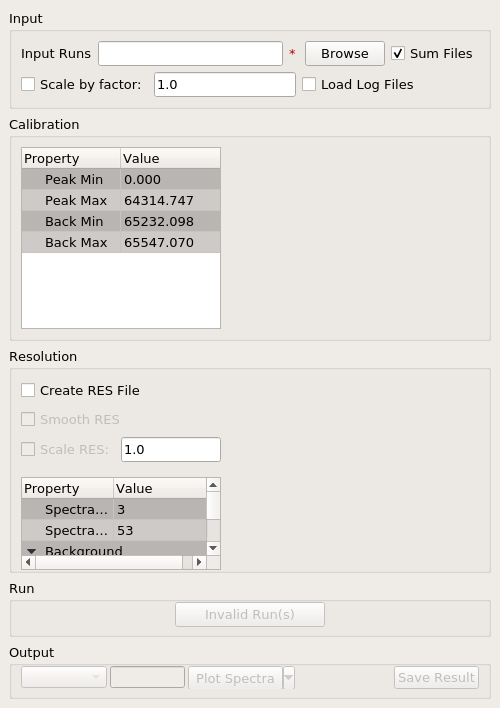 Input
Input Runs * Browse Sum Files
Scale by factor: 1.0 Load Log Files
Calibration
Property Value
Peak Min 0.000
Peak Max 64314.747
Back Min 65232.098
Back Max 65547.070
Resolution
Create RES File
Smooth RES
Scale RES: 1.0
Property Value
Spectra... 3
Spectra... 53
Background
Run
Invalid Run(s)
Output
Plot Spectra Save Result